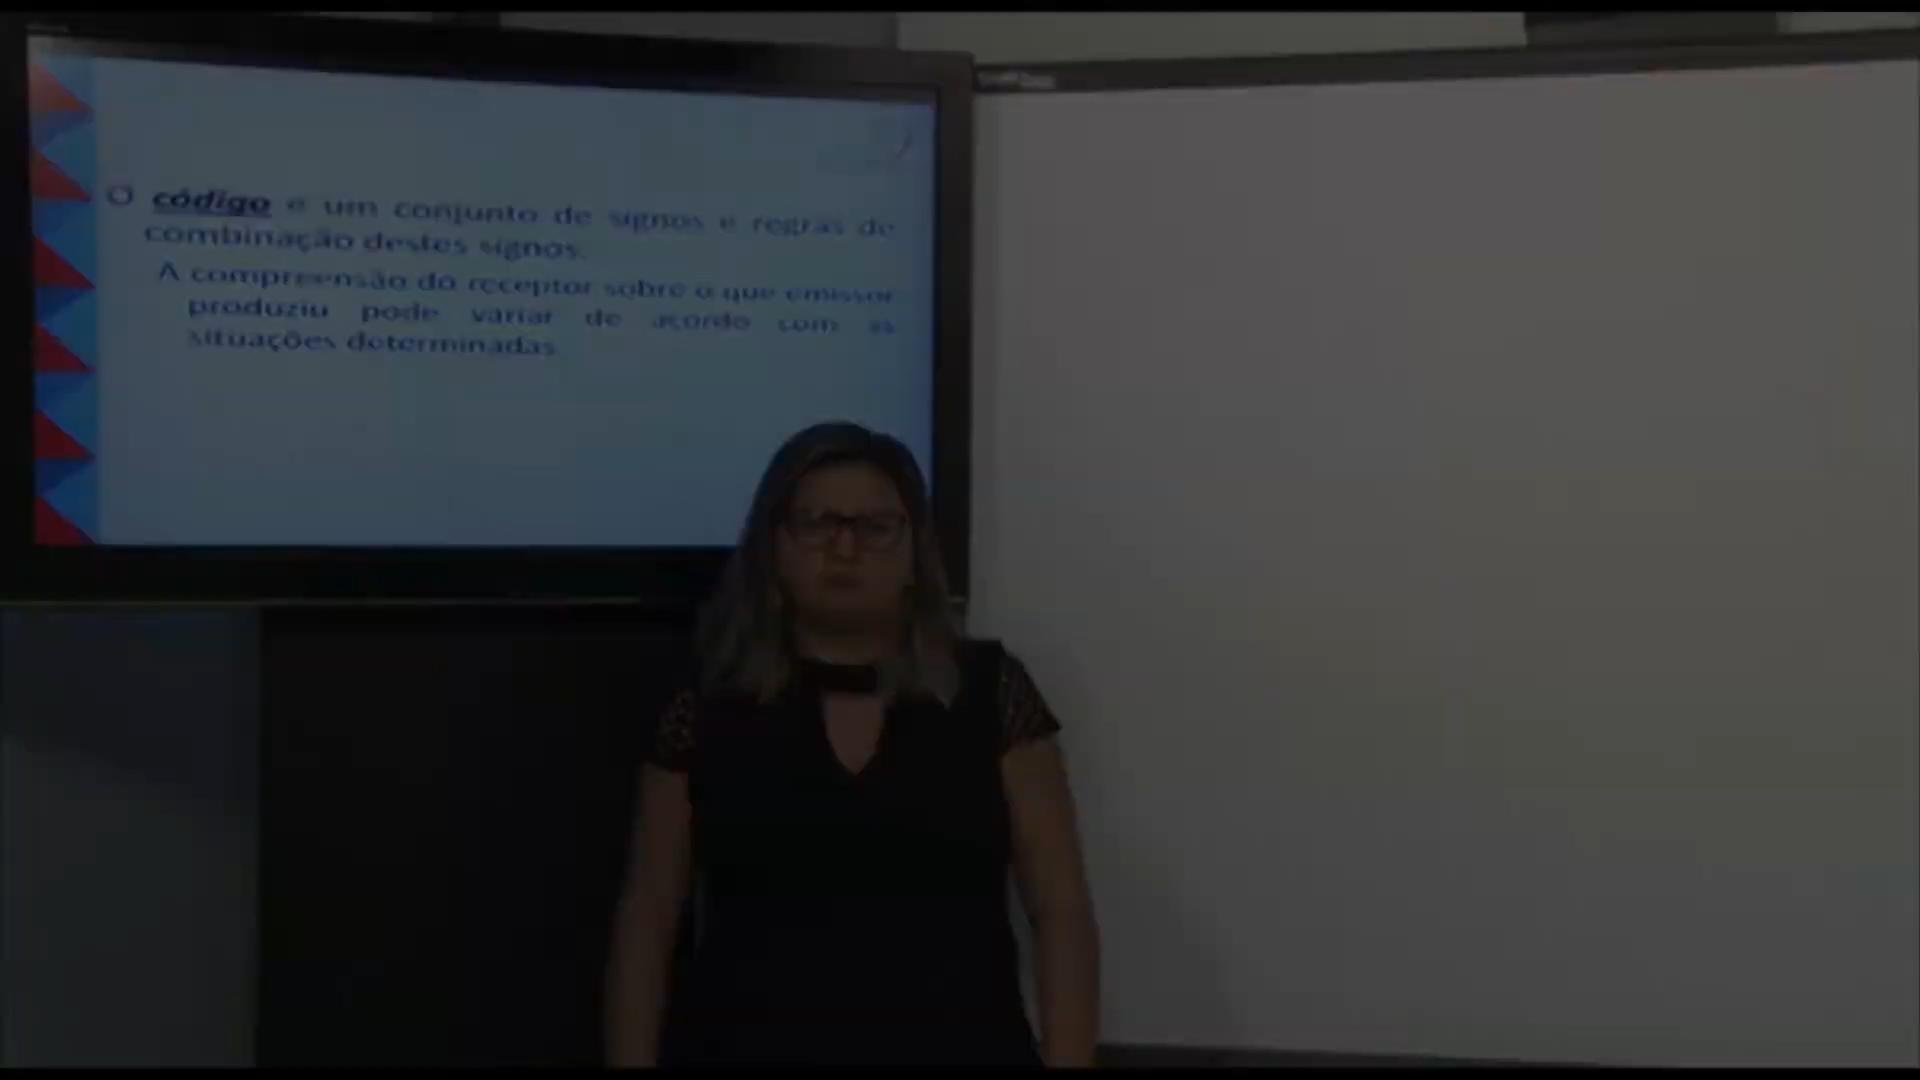 O código é um conjunto de signos e regras de
combinação destes signos.
A compreensão do receptor sobre o que emissor
produziu pode variar de acordo com as
situações determinadas